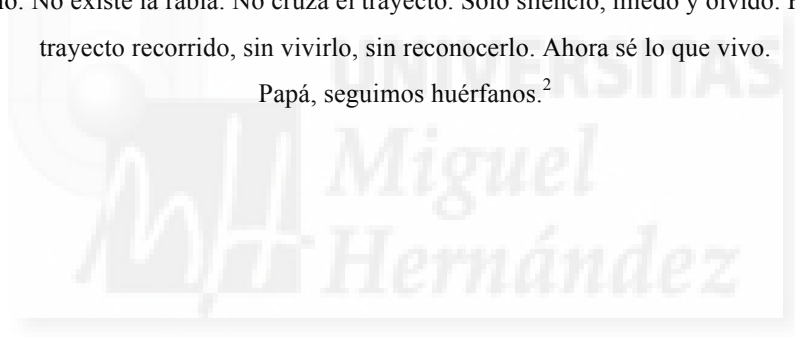 No existe la rabia. No cruza el trayecto. Solo silencio, miedo y olvido.
trayecto recorrido, sin vivirlo, sin reconocerlo. Ahora sé lo que vivo.
Papá, seguimos huérfanos.²
UNIVERSITAS
Miguel
Hernández